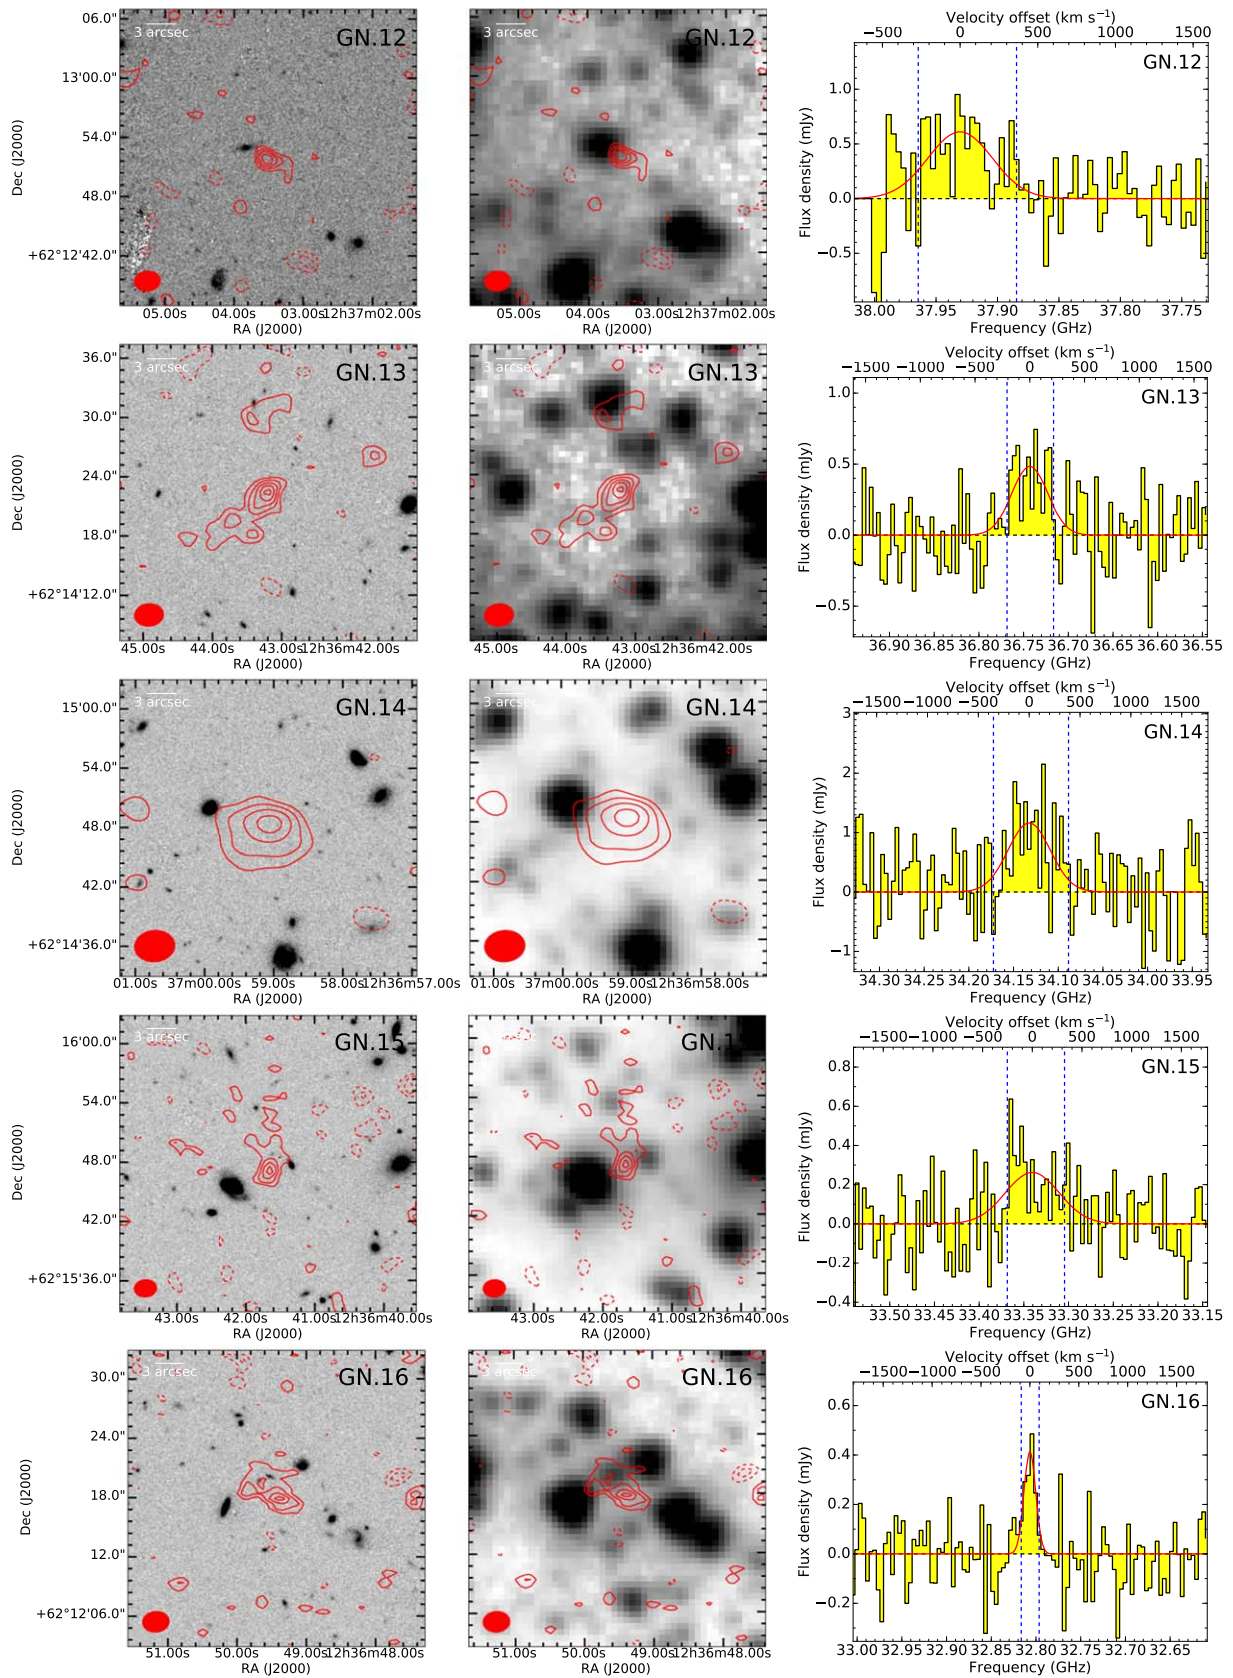 06.0"
3 arcsec
GN.12
13'00.0"
54.0"
48.0"
+62°12'42.0"
Dec (J2000)
05.00s 04.00s 03.00s12h37m02.00s
RA (J2000)
3 arcsec
GN.12
05.00s 04.00s 03.00s12h37m02.00s
RA (J2000)
Velocity offset (km s⁻¹)
−500 0 500 1000 1500
GN.12
1.0
0.5
0.0
−0.5
Flux density (mJy)
38.00 37.95 37.90 37.85 37.80 37.75
Frequency (GHz)
36.0"
3 arcsec
GN.13
30.0"
24.0"
18.0"
+62°14'12.0"
Dec (J2000)
45.00s 44.00s 43.00s12h36m42.00s
RA (J2000)
3 arcsec
GN.13
45.00s 44.00s 43.00s12h36m42.00s
RA (J2000)
Velocity offset (km s⁻¹)
−1500 −1000 −500 0 500 1000 1500
GN.13
1.0
0.5
0.0
−0.5
Flux density (mJy)
36.90 36.85 36.80 36.75 36.70 36.65 36.60 36.55
Frequency (GHz)
15'00.0"
3 arcsec
GN.14
54.0"
48.0"
42.0"
+62°14'36.0"
Dec (J2000)
01.00s 37m00.00s 59.00s 58.00s12h36m57.00s
RA (J2000)
3 arcsec
GN.14
01.00s 37m00.00s 59.00s12h36m58.00s
RA (J2000)
Velocity offset (km s⁻¹)
−1500 −1000 −500 0 500 1000 1500
GN.14
3
2
1
0
−1
Flux density (mJy)
34.30 34.25 34.20 34.15 34.10 34.05 34.00 33.95
Frequency (GHz)
16'00.0"
3 arcsec
GN.15
54.0"
48.0"
42.0"
+62°15'36.0"
Dec (J2000)
43.00s 42.00s 41.00s12h36m40.00s
RA (J2000)
43.00s 42.00s 41.00s12h36m40.00s
RA (J2000)
Velocity offset (km s⁻¹)
−1500 −1000 −500 0 500 1000 1500
GN.15
0.8
0.6
0.4
0.2
0.0
−0.2
−0.4
Flux density (mJy)
33.50 33.45 33.40 33.35 33.30 33.25 33.20 33.15
Frequency (GHz)
30.0"
3 arcsec
GN.16
24.0"
18.0"
12.0"
+62°12'06.0"
Dec (J2000)
51.00s 50.00s 49.00s12h36m48.00s
RA (J2000)
3 arcsec
GN.16
51.00s 50.00s 49.00s12h36m48.00s
RA (J2000)
Velocity offset (km s⁻¹)
−1500 −1000 −500 0 500 1000 1500
GN.16
0.6
0.4
0.2
0.0
−0.2
Flux density (mJy)
33.00 32.95 32.90 32.85 32.80 32.75 32.70 32.65
Frequency (GHz)